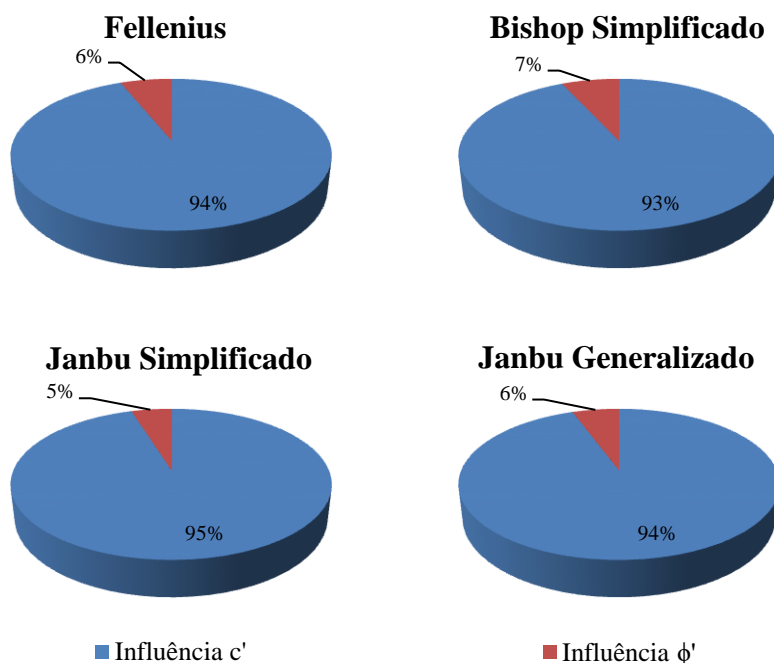 Fellenius
6%
94%
Bishop Simplificado
7%
93%
Janbu Simplificado
5%
95%
Janbu Generalizado
6%
94%
Influência c'
Influência ϕ'